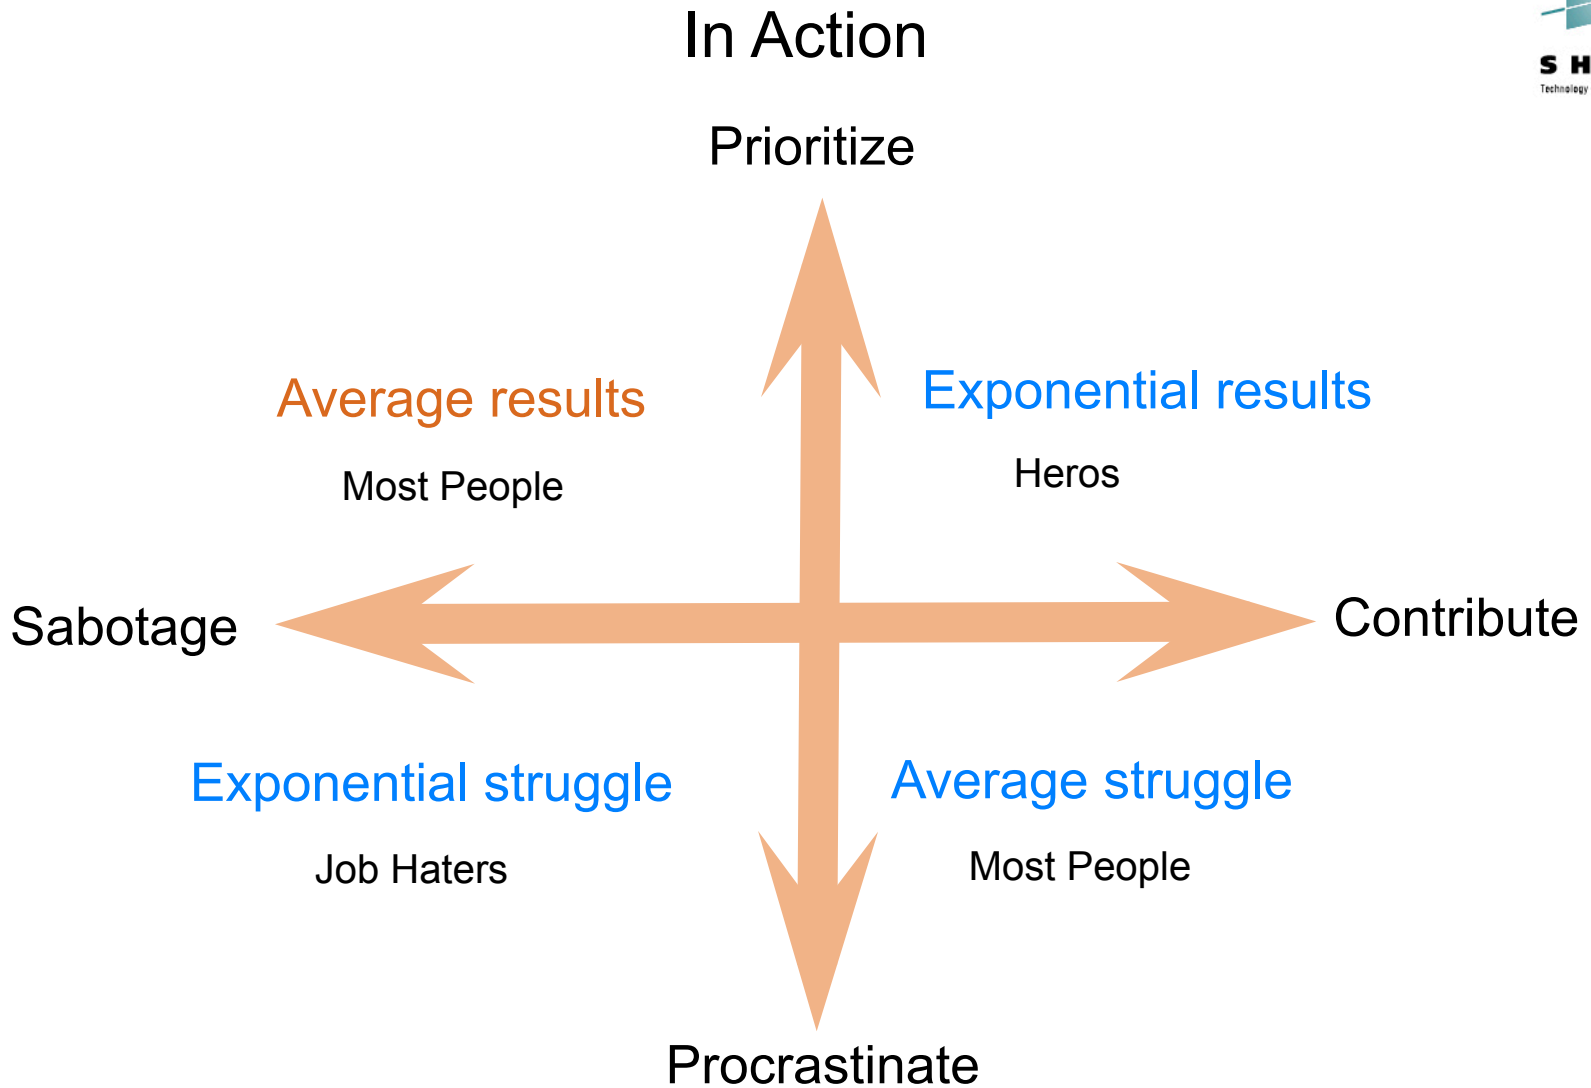 In Action
S H
Technology
Prioritize
Average results
Exponential results
Most People
Heros
Sabotage
Contribute
Exponential struggle
Average struggle
Job Haters
Most People
Procrastinate